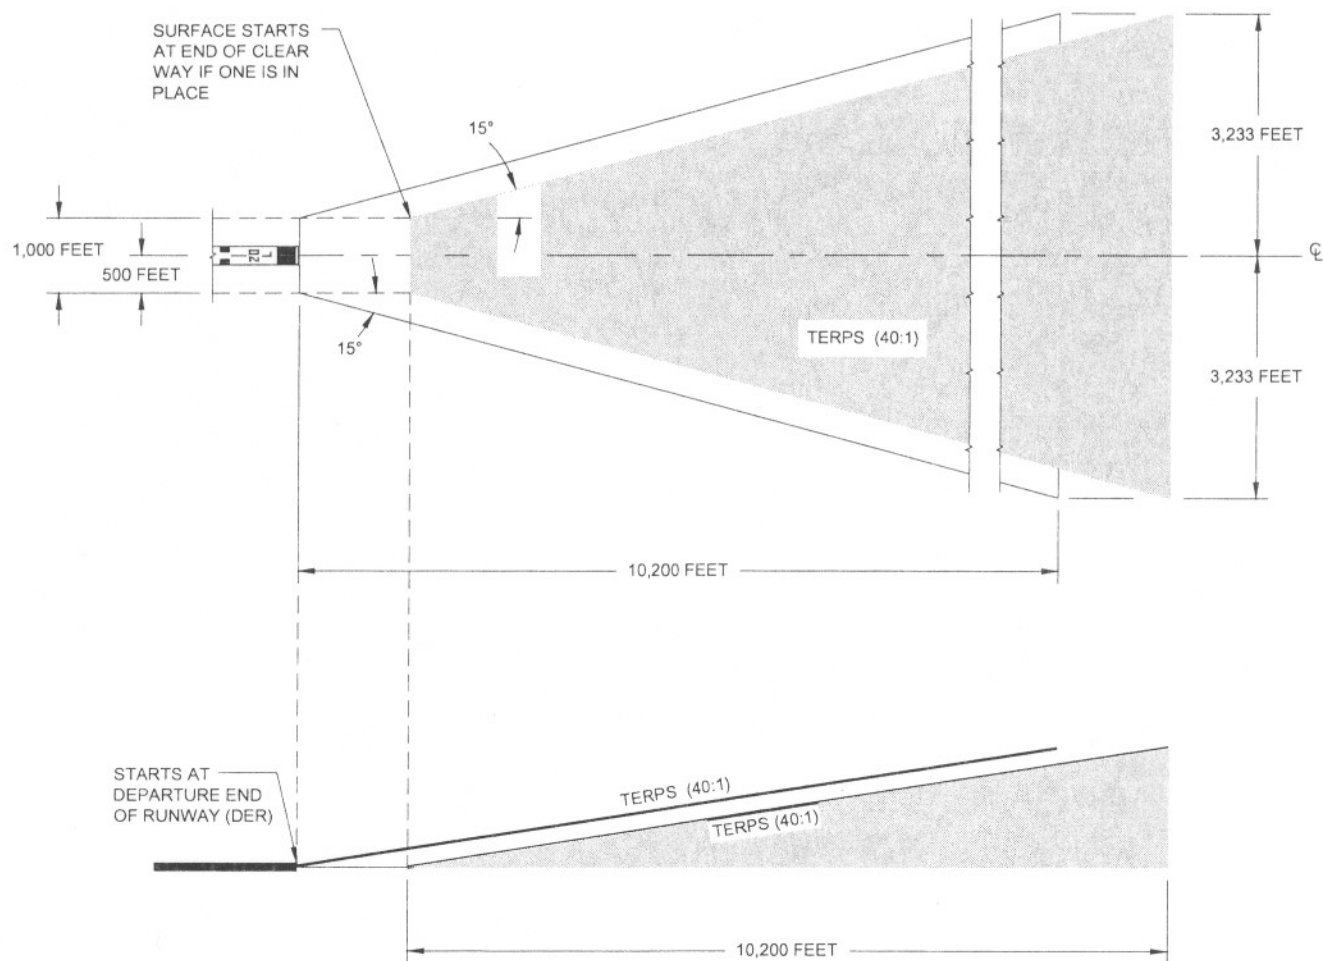 SURFACE STARTS
AT END OF CLEAR
WAY IF ONE IS IN
PLACE
15°
3,233 FEET
1,000 FEET
500 FEET
15°
TERPS (40:1)
3,233 FEET
10,200 FEET
STARTS AT
DEPARTURE END
OF RUNWAY (DER)
TERPS (40:1)
TERPS (40:1)
10,200 FEET